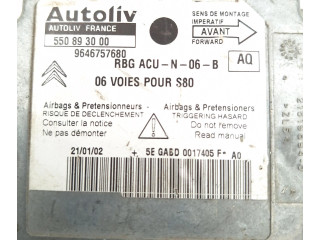 Autoliv
AUTOLIV FRANCE
550 89 30 00
9646757680
SENS DE MONTAGE
IMPERATIF
AVANT
FORWARD
RBG ACU-N-06-B
AQ
06 VOIES POUR S80
Airbags & Pretensionneurs
RISQUE DE DECLENCHEMENT
Consulter la notice
Ne pas démonter
Airbags & Pretensioners
TRIGGERING HAZARD
Do not remove
Read manual
21/01/02
+ 5E GABD 0017405 F* A0